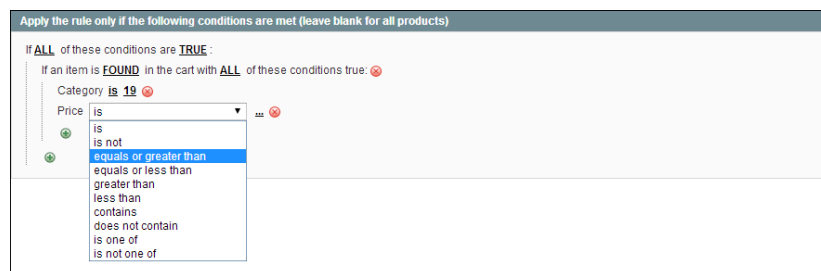 Apply the rule only if the following conditions are met (leave blank for all products)
If ALL of these conditions are TRUE :
If an item is FOUND in the cart with ALL of these conditions true:
Category is 19
Price is ...
is
is not
equals or greater than
equals or less than
greater than
less than
contains
does not contain
is one of
is not one of